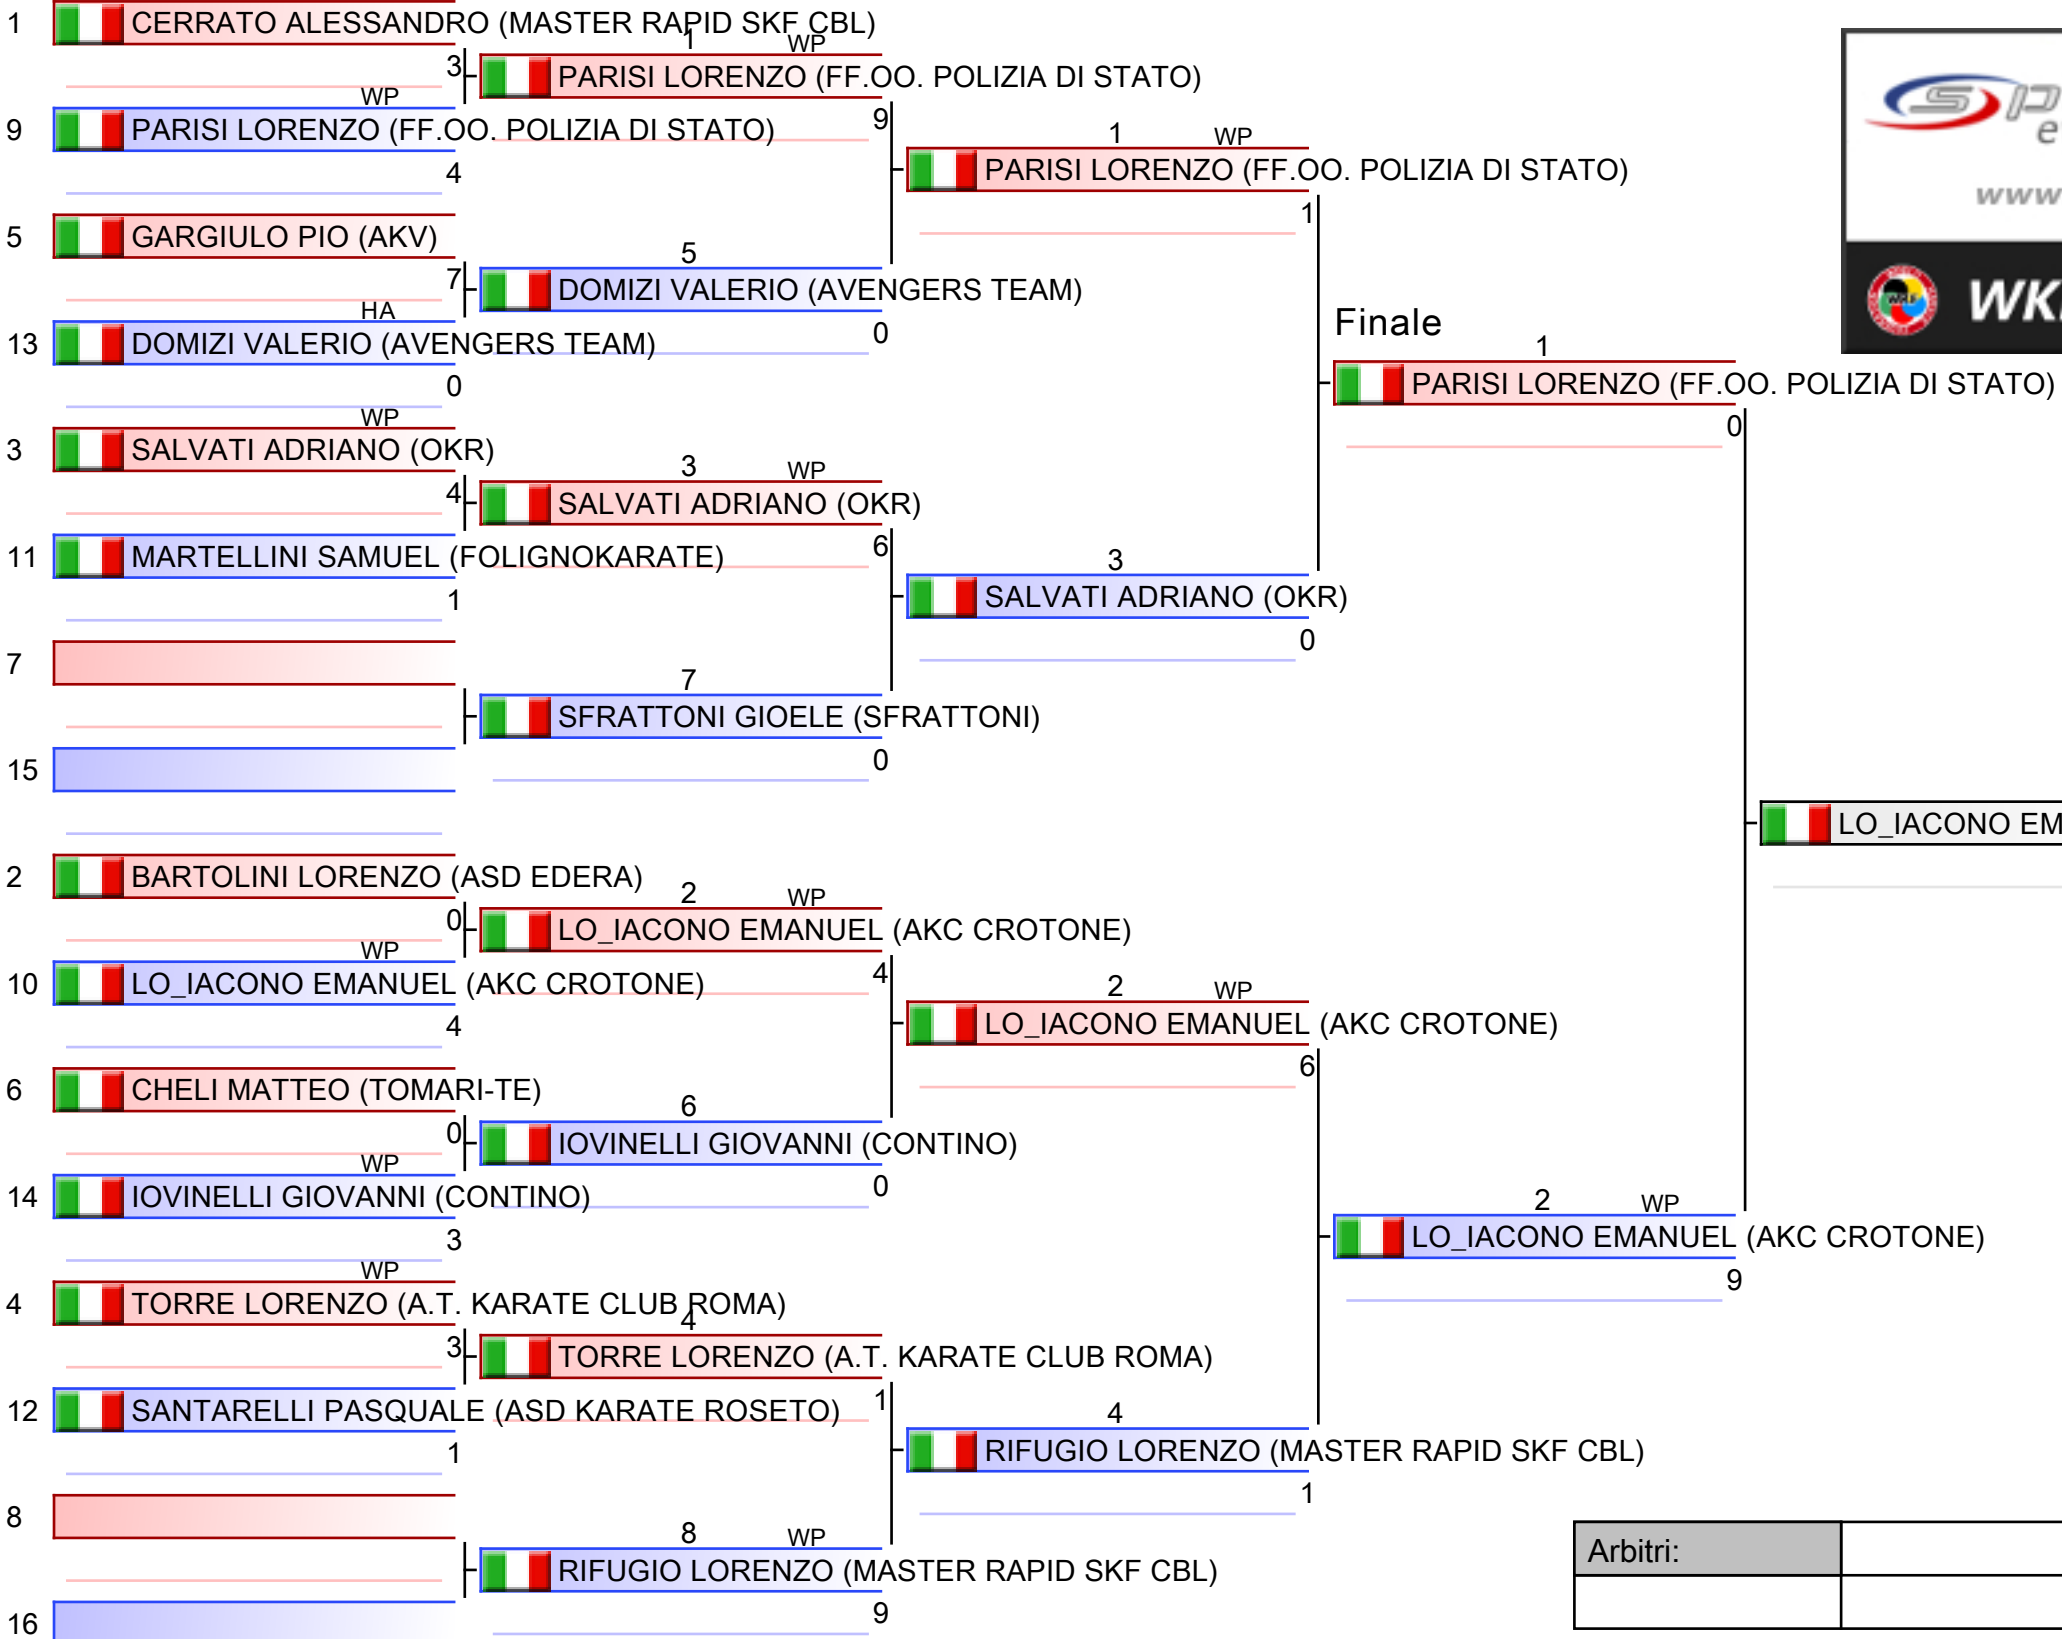 1 CERRATO ALESSANDRO (MASTER RAPID SKF CBL)
3
WP
9 PARISI LORENZO (FF.OO. POLIZIA DI STATO)
4
5 GARGIULO PIO (AKV)
7
HA
13 DOMIZI VALERIO (AVENGERS TEAM)
0
WP
3 SALVATI ADRIANO (OKR)
4
11 MARTELLINI SAMUEL (FOLIGNOKARATE)
1
7
15
2 BARTOLINI LORENZO (ASD EDERA)
0
WP
10 LO_IACONO EMANUEL (AKC CROTONE)
4
6 CHELI MATTEO (TOMARI-TE)
0
WP
14 IOVINELLI GIOVANNI (CONTINO)
3
WP
4 TORRE LORENZO (A.T. KARATE CLUB ROMA)
3
12 SANTARELLI PASQUALE (ASD KARATE ROSETO)
1
8
16
1 WP
PARISI LORENZO (FF.OO. POLIZIA DI STATO)
9
5
DOMIZI VALERIO (AVENGERS TEAM)
0
3 WP
SALVATI ADRIANO (OKR)
6
7
SFRATTONI GIOELE (SFRATTONI)
0
2 WP
LO_IACONO EMANUEL (AKC CROTONE)
4
6
IOVINELLI GIOVANNI (CONTINO)
0
4
TORRE LORENZO (A.T. KARATE CLUB ROMA)
1
8 WP
RIFUGIO LORENZO (MASTER RAPID SKF CBL)
9
1 WP
PARISI LORENZO (FF.OO. POLIZIA DI STATO)
1
3
SALVATI ADRIANO (OKR)
0
2 WP
LO_IACONO EMANUEL (AKC CROTONE)
6
4
RIFUGIO LORENZO (MASTER RAPID SKF CBL)
1
Finale
1
PARISI LORENZO (FF.OO. POLIZIA DI STATO)
0
2 WP
LO_IACONO EMANUEL (AKC CROTONE)
9
LO_IACONO EM
www
Arbitri: